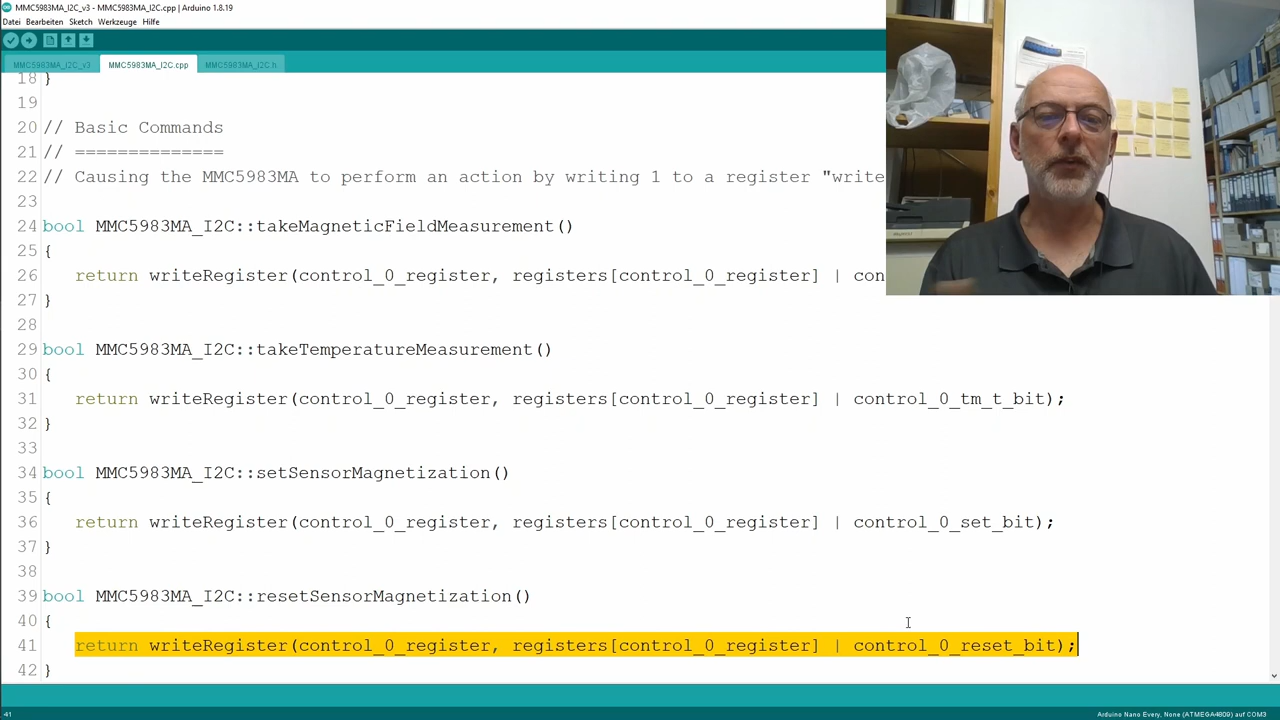 MMC5983MA_I2C_v3 - MMC5983MA_I2C.cpp | Arduino 1.8.19
Datei Bearbeiten Sketch Werkzeuge Hilfe
MMC5983MA_I2C_v3 MMC5983MA_I2C.cpp MMC5983MA_I2C.h
18 }
19
20 // Basic Commands
21 // ==============
22 // Causing the MMC5983MA to perform an action by writing 1 to a register "write
23
24 bool MMC5983MA_I2C::takeMagneticFieldMeasurement()
25 {
26 return writeRegister(control_0_register, registers[control_0_register] | con
27 }
28
29 bool MMC5983MA_I2C::takeTemperatureMeasurement()
30 {
31 return writeRegister(control_0_register, registers[control_0_register] | control_0_tm_t_bit);
32 }
33
34 bool MMC5983MA_I2C::setSensorMagnetization()
35 {
36 return writeRegister(control_0_register, registers[control_0_register] | control_0_set_bit);
37 }
38
39 bool MMC5983MA_I2C::resetSensorMagnetization()
40 {
41 return writeRegister(control_0_register, registers[control_0_register] | control_0_reset_bit);
42 }
41 Arduino Nano Every, None (ATMEGA4809) auf COM3